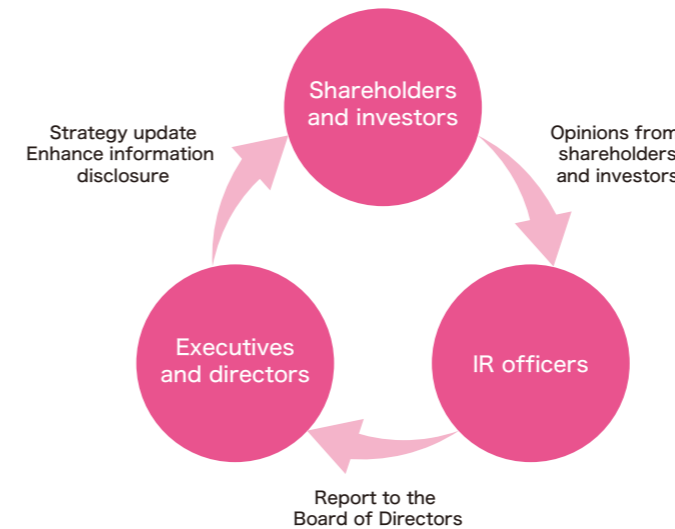 Shareholders
and investors
Strategy update
Enhance information
disclosure
Opinions from
shareholders
and investors
Executives
and directors
IR officers
Report to the
Board of Directors